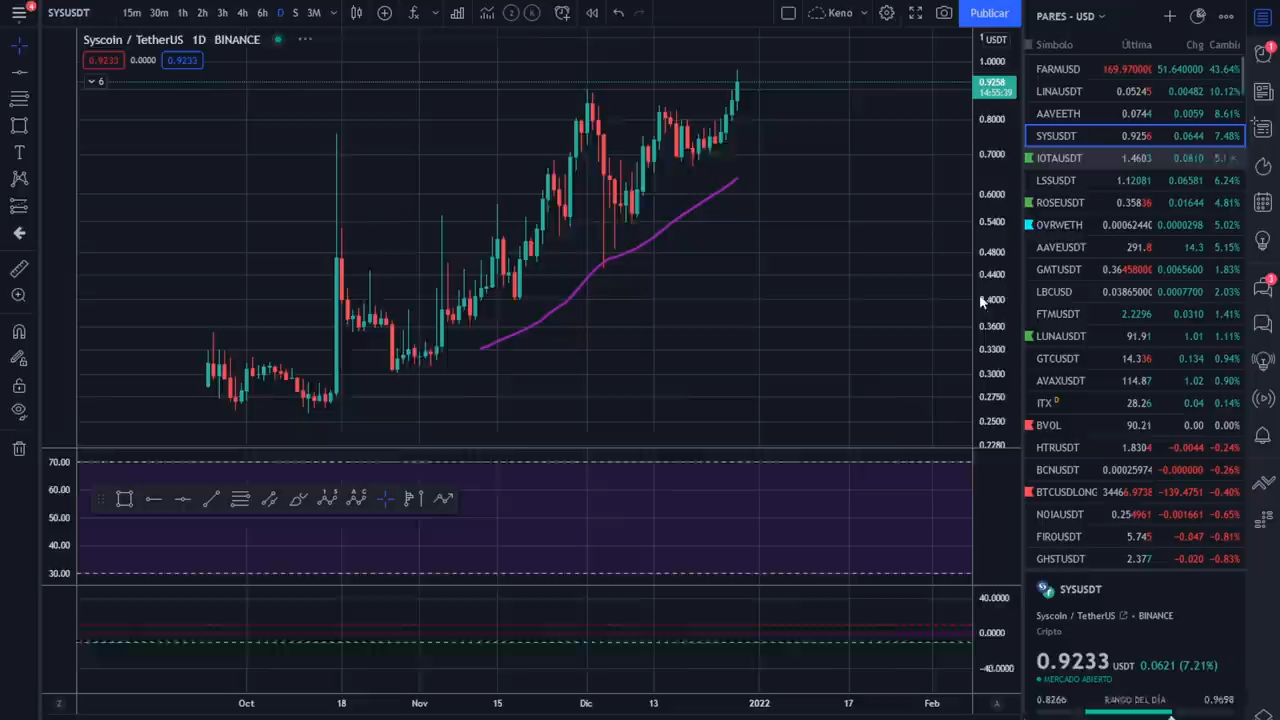 4
SYSUSDT 15m 30m 1h 2h 3h 4h 6h D S 3M 2 K Keno Publicar
Syscoin / TetherUS 1D BINANCE
0.9233 0.0000 0.9233
6
USDT
1.0000
0.9258
14:55:39
0.8000
0.7000
0.6000
0.5400
0.4800
0.4400
0.4000
0.3600
0.3300
0.3000
0.2750
0.2500
0.2280
70.00
60.00
50.00
40.00
30.00
40.0000
0.0000
-40.0000
Z Oct 18 Nov 15 Dic 13 2022 17 Feb A
PARES - USD
Símbolo Última Chg Cambio
FARMUSD 169.970000 51.640000 43.64%
LINAUSDT 0.05245 0.00482 10.12%
AAVEETH 0.0744 0.0059 8.61%
SYSUSDT 0.9256 0.0644 7.48%
IOTAUSDT 1.4603 0.0810
LSSUSDT 1.12081 0.06581 6.24%
ROSEUSDT 0.35836 0.01644 4.81%
OVRWETH 0.0006244 0.0000298 5.02%
AAVEUSDT 291.8 14.3 5.15%
GMTUSDT 0.36458000 0.0065600 1.83%
LBCUSD 0.03865000 0.0007700 2.03%
FTMUSDT 2.2296 0.0310 1.41%
LUNAUSDT 91.91 1.01 1.11%
GTCUSDT 14.336 0.134 0.94%
AVAXUSDT 114.87 1.02 0.90%
ITX D 28.26 0.04 0.14%
BVOL 90.21 0.00 0.00%
HTRUSDT 1.8304 -0.0044 -0.24%
BCNUSDT 0.00025974 -0.000000 -0.26%
BTCUSDLONG 34466.9738 -139.4751 -0.40%
NOIAUSDT 0.254961 -0.001661 -0.65%
FIROUSDT 5.745 -0.047 -0.81%
GHSTUSDT 2.377 -0.020 -0.83%
SYSUSDT
Syscoin / TetherUS • BINANCE
Cripto
0.9233 USDT 0.0621 (7.21%)
MERCADO ABIERTO
0.8266 RANGO DEL DÍA 0.9698
1
3